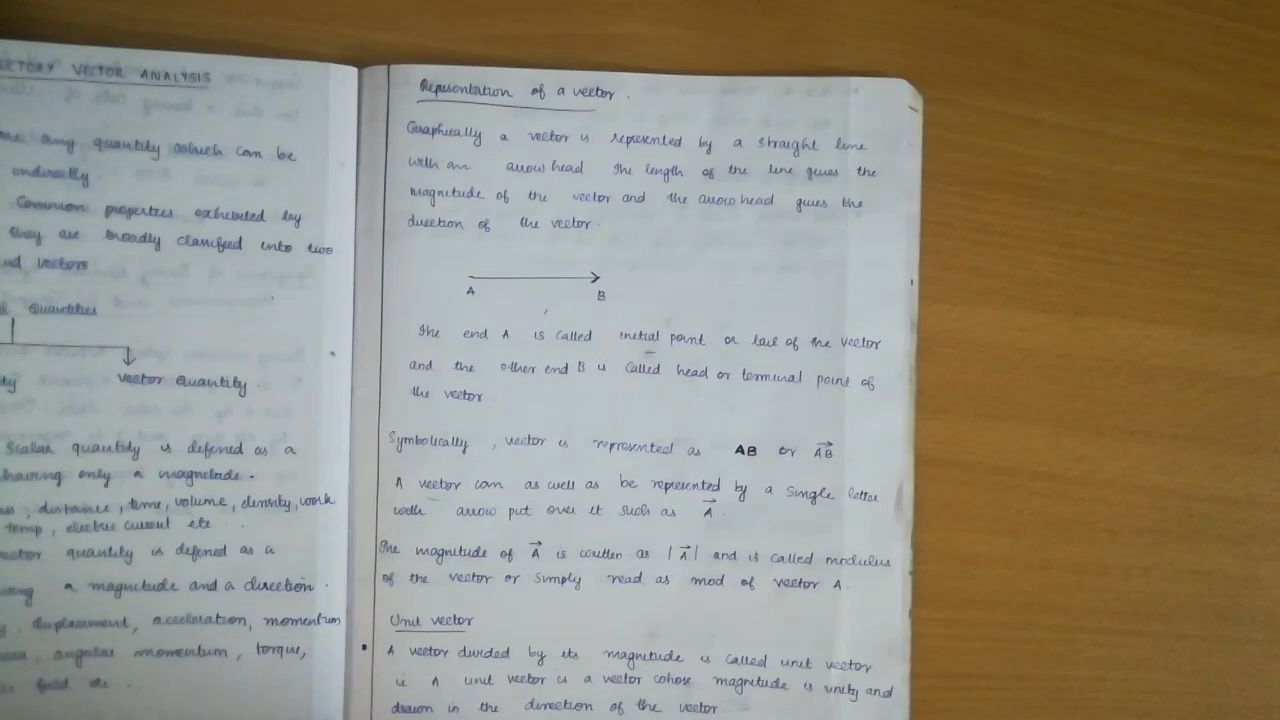 VECTOR ANALYSIS
any quantity which can be
indirectly.
Common properties exhibited by
they are broadly classified into two
vectors
Quantities
Vector Quantity.
Scalar quantity is defined as a
having only a magnitude.
distance, time, volume, density, work
temp, electric current etc.
quantity is defined as a
a magnitude and a direction.
displacement, acceleration, momentum
angular momentum, torque,
Representation of a vector.
Graphically a vector is represented by a straight line
with an arrow head The length of the line gives the
magnitude of the vector and the arrow head gives the
direction of the vector.
A B
The end A is called initial point or tail of the vector
and the other end B is called head or terminal point of
the vector.
Symbolically, vector is represented as AB or A⃗B⃗
A vector can as well as be represented by a single letter
with arrow put over it such as A⃗.
The magnitude of A⃗ is written as |A⃗| and is called modulus
of the vector or simply read as mod of vector A.
Unit vector
A vector divided by its magnitude is called unit vector
ie A unit vector is a vector whose magnitude is unity and
drawn in the direction of the vector